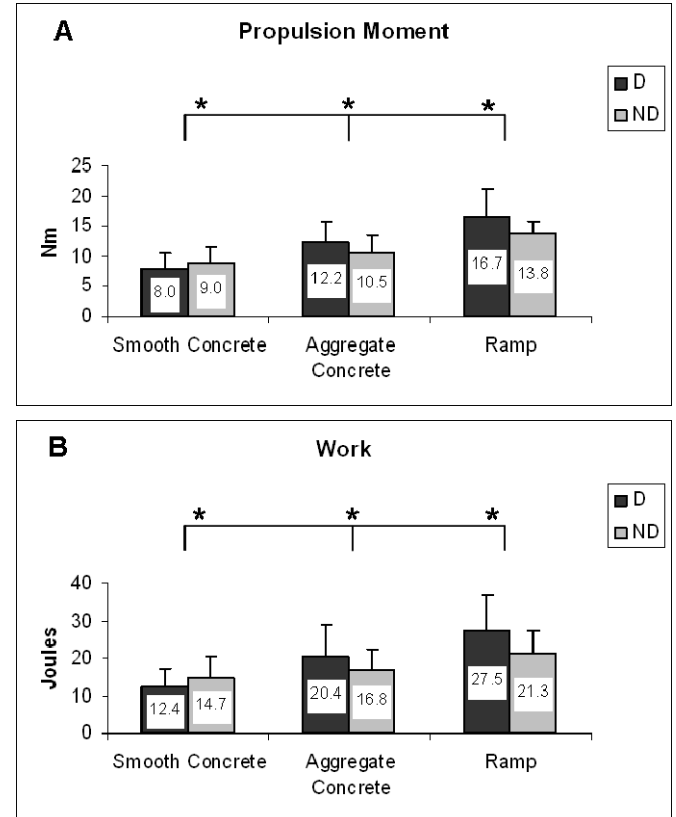 A
Propulsion Moment
D
ND
* * *
25
20
15
10
5
0
Nm
8.0 9.0 12.2 10.5 16.7 13.8
Smooth Concrete Aggregate Concrete Ramp
B
Work
D
ND
* * *
40
30
20
10
0
Joules
12.4 14.7 20.4 16.8 27.5 21.3
Smooth Concrete Aggregate Concrete Ramp